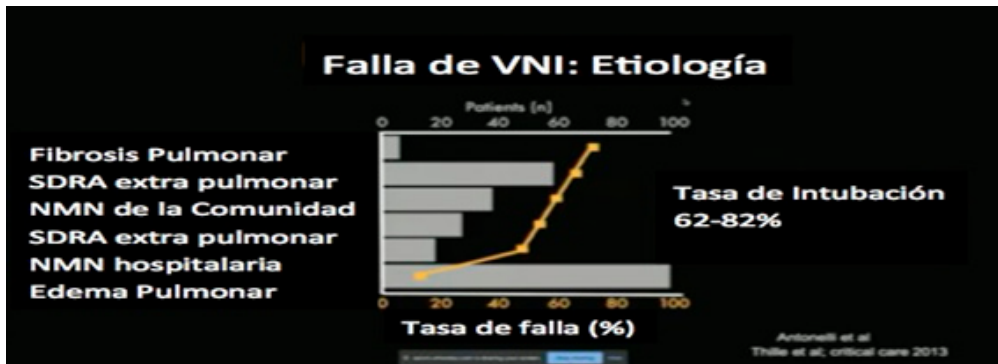 Falla de VNI: Etiología
Patients (n)
0 20 40 60 80 100
Fibrosis Pulmonar
SDRA extra pulmonar
NMN de la Comunidad
SDRA extra pulmonar
NMN hospitalaria
Edema Pulmonar
Tasa de Intubación
62-82%
0 20 40 60 80 100
Tasa de falla (%)
Antonelli et al
Thille et al; critical care 2013